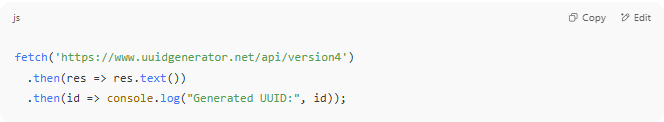 js
Copy Edit
fetch('https://www.uuidgenerator.net/api/version4')
  .then(res => res.text())
  .then(id => console.log("Generated UUID:", id));